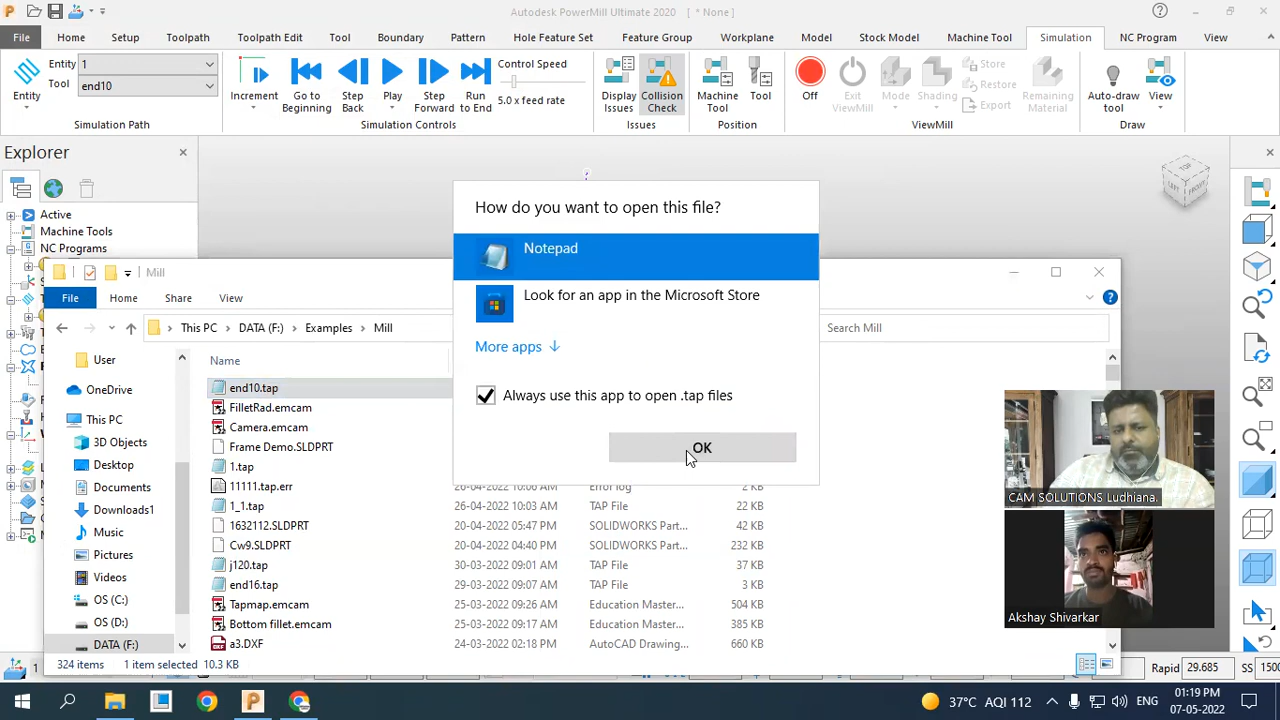 Autodesk PowerMill Ultimate 2020 [ * None ]
File Home Setup Toolpath Toolpath Edit Tool Boundary Pattern Hole Feature Set Feature Group Workplane Model Stock Model Machine Tool Simulation NC Program View
Entity 1
Tool end10
Entity
Simulation Path
Increment
Go to Beginning
Step Back
Play
Step Forward
Run to End
Control Speed
5.0 x feed rate
Simulation Controls
Display Issues
Collision Check
Issues
Machine Tool
Tool
Position
Off
Exit ViewMill
Mode
Shading
Store
Restore
Export
Remaining Material
ViewMill
Auto-draw tool
View
Draw
Explorer
Active
Machine Tools
NC Programs
TOP
LEFT
FRONT
How do you want to open this file?
Notepad
Look for an app in the Microsoft Store
More apps
Always use this app to open .tap files
OK
Mill
File Home Share View
This PC DATA (F:) Examples Mill
Search Mill
User
OneDrive
This PC
3D Objects
Desktop
Documents
Downloads1
Music
Pictures
Videos
OS (C:)
OS (D:)
DATA (F:)
Name
end10.tap
FilletRad.emcam
Camera.emcam
Frame Demo.SLDPRT
1.tap
11111.tap.err 26-04-2022 10:06 AM Error log 2 KB
1_1.tap 26-04-2022 10:03 AM TAP File 22 KB
1632112.SLDPRT 20-04-2022 05:47 PM SOLIDWORKS Part... 42 KB
Cw9.SLDPRT 20-04-2022 04:40 PM SOLIDWORKS Part... 232 KB
j120.tap 30-03-2022 09:01 AM TAP File 37 KB
end16.tap 29-03-2022 09:07 AM TAP File 3 KB
Tapmap.emcam 25-03-2022 09:26 AM Education Master... 504 KB
Bottom fillet.emcam 25-03-2022 09:17 AM Education Master... 385 KB
a3.DXF 24-03-2022 02:18 PM AutoCAD Drawing... 660 KB
324 items 1 item selected 10.3 KB
CAM SOLUTIONS Ludhiana.
Akshay Shivarkar
1
Rapid 29.685 SS 1500
37°C AQI 112
ENG
01:19 PM
07-05-2022